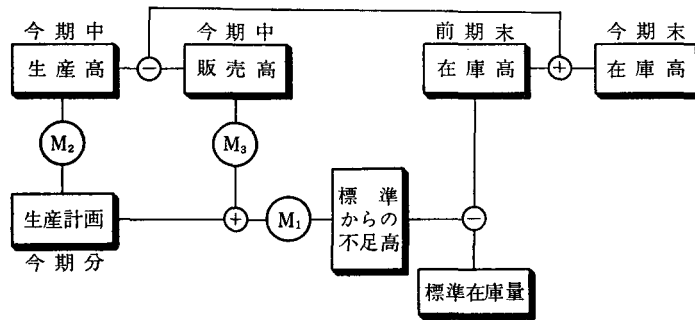 今期中
今期中
前期末
今期末
生産高
−
販売高
在庫高
+
在庫高
M₂
M₃
生産計画
+
M₁
標準
からの
不足高
−
今期分
標準在庫量